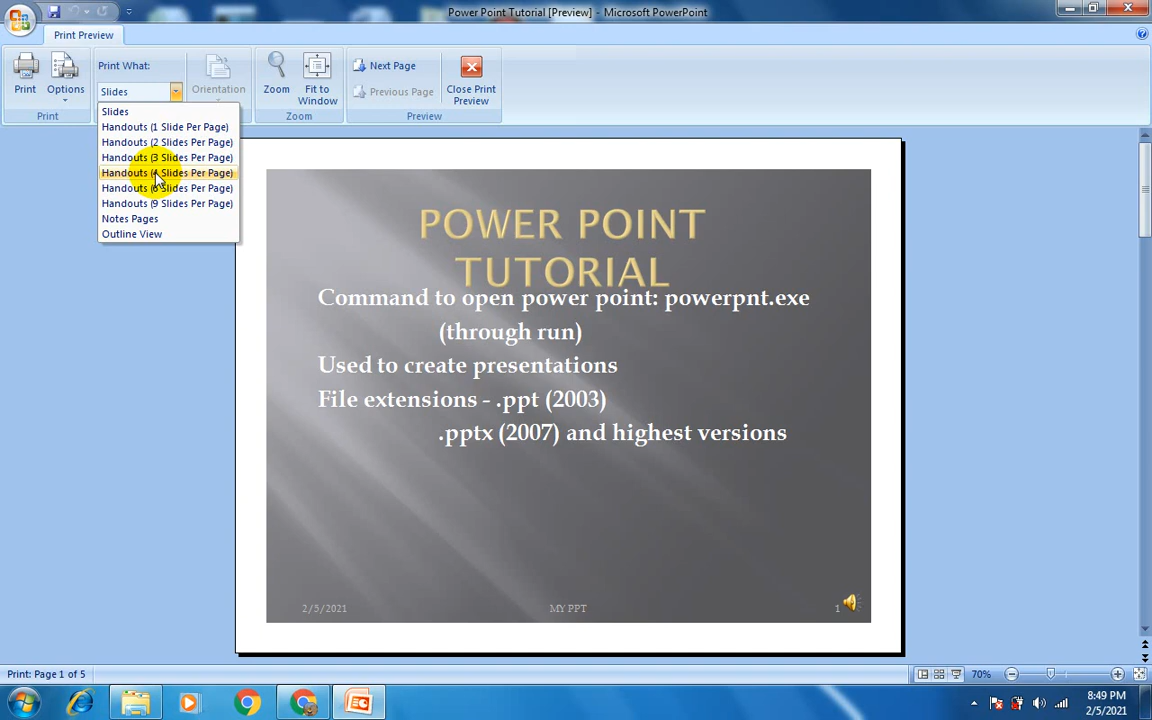 Power Point Tutorial [Preview] - Microsoft PowerPoint
Print Preview
Print What:
Slides
Print
Options
Orientation
Zoom
Fit to
Window
Next Page
Previous Page
Close Print
Preview
Print
Zoom
Preview
Slides
Handouts (1 Slide Per Page)
Handouts (2 Slides Per Page)
Handouts (3 Slides Per Page)
Handouts (4 Slides Per Page)
Handouts (6 Slides Per Page)
Handouts (9 Slides Per Page)
Notes Pages
Outline View
POWER POINT
TUTORIAL
Command to open power point: powerpnt.exe
(through run)
Used to create presentations
File extensions - .ppt (2003)
.pptx (2007) and highest versions
2/5/2021
MY PPT
1
Print: Page 1 of 5
70%
8:49 PM
2/5/2021